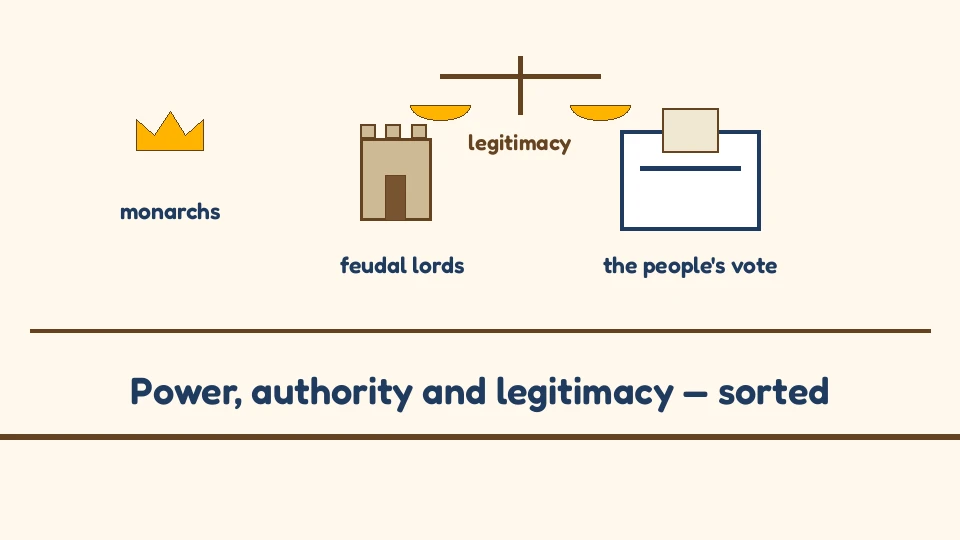 legitimacy
monarchs
feudal lords
the people's vote
Power, authority and legitimacy — sorted